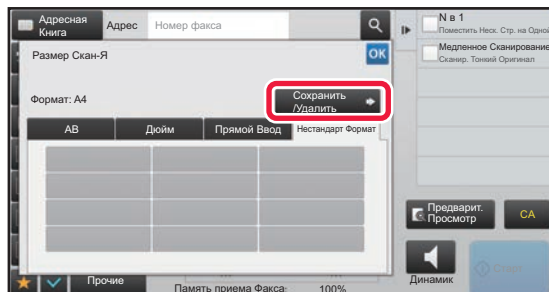 Адресная
Книга
Адрес
Номер факса
N в 1
Поместить Неск. Стр. на Одной
Медленное Сканирование
Сканир. Тонкий Оригинал
Размер Скан-Я
OK
Формат: A4
Сохранить
/Удалить
AB
Дюйм
Прямой Ввод
Нестандарт Формат
Предварит.
Просмотр
CA
Динамик
Старт
Прочие
Память приема Факса:
100%